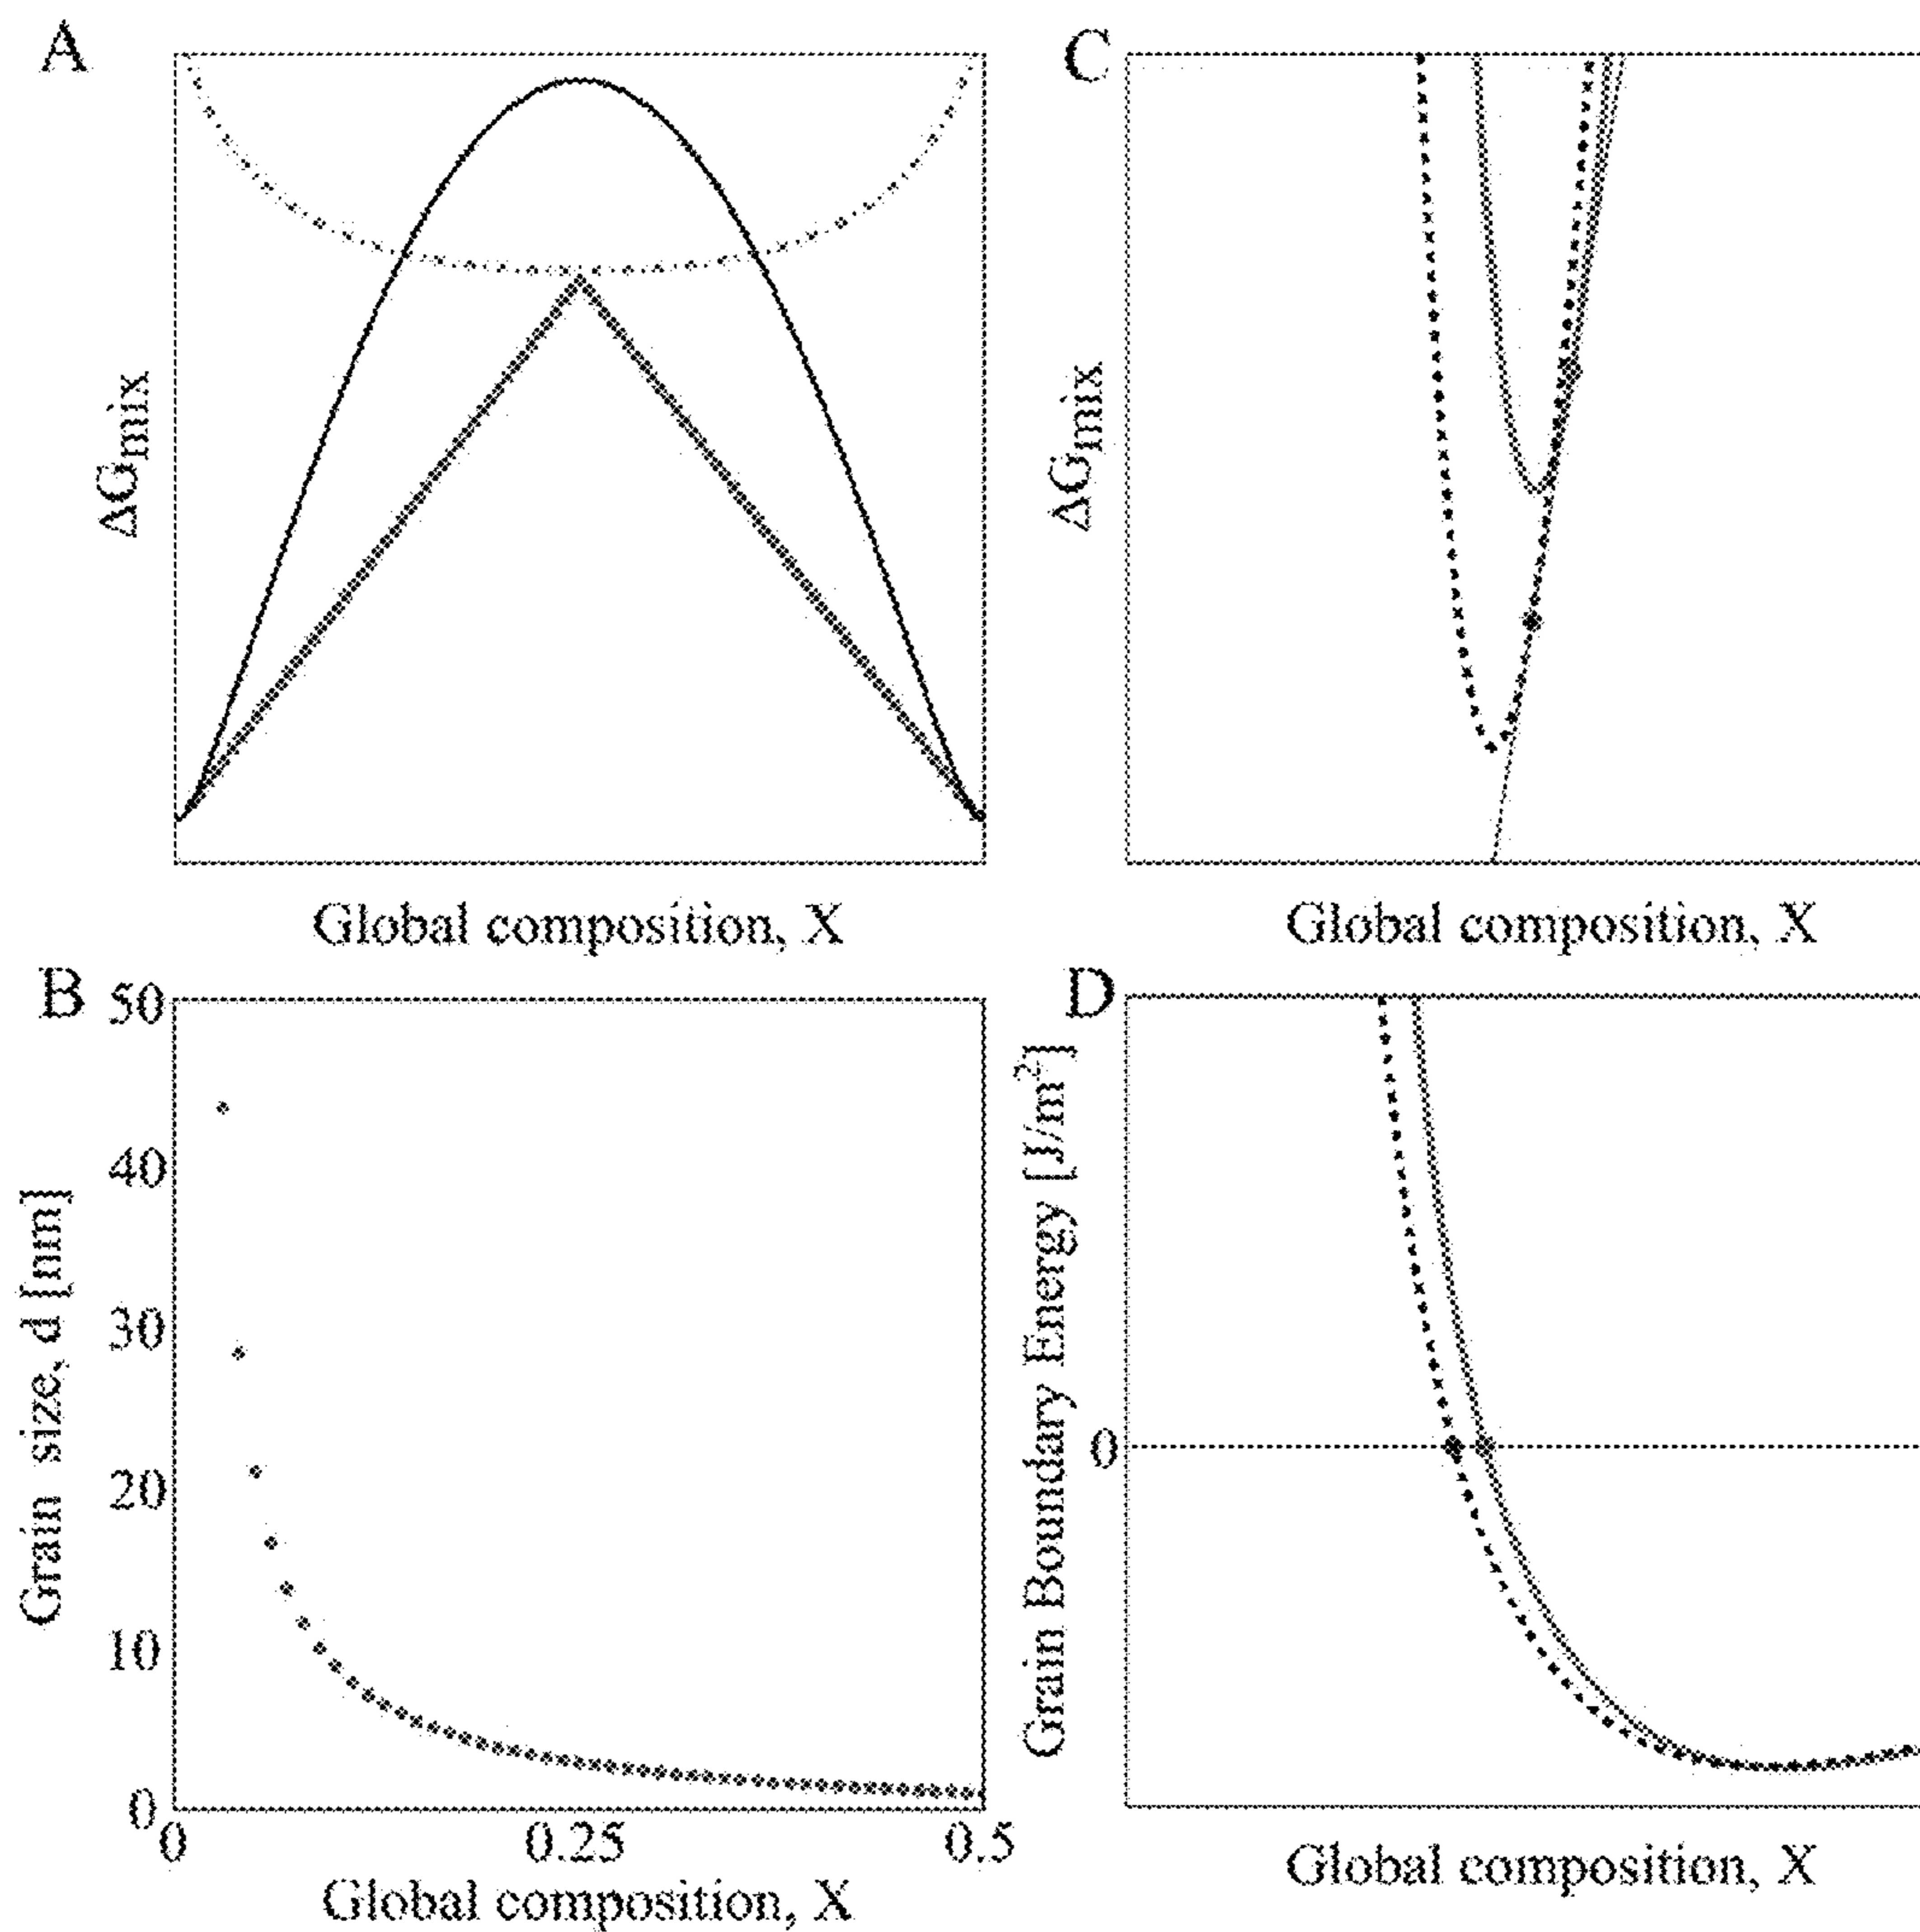 A
ΔGmix
Global composition, X
C
ΔGmix
Global composition, X
B
50
40
30
20
10
0
Grain size, d [nm]
0
0.25
0.5
Global composition, X
D
Grain Boundary Energy [J/m²]
0
Global composition, X